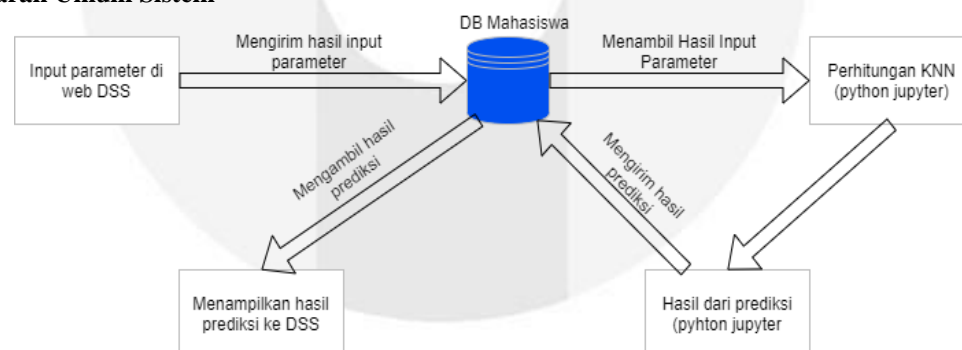 DB Mahasiswa
Mengirim hasil input
parameter
Menambil Hasil Input
Parameter
Input parameter di
web DSS
Perhitungan KNN
(python jupyter)
Mengambil hasil
prediksi
Mengirim hasil
prediksi
Menampilkan hasil
prediksi ke DSS
Hasil dari prediksi
(pyhton jupyter